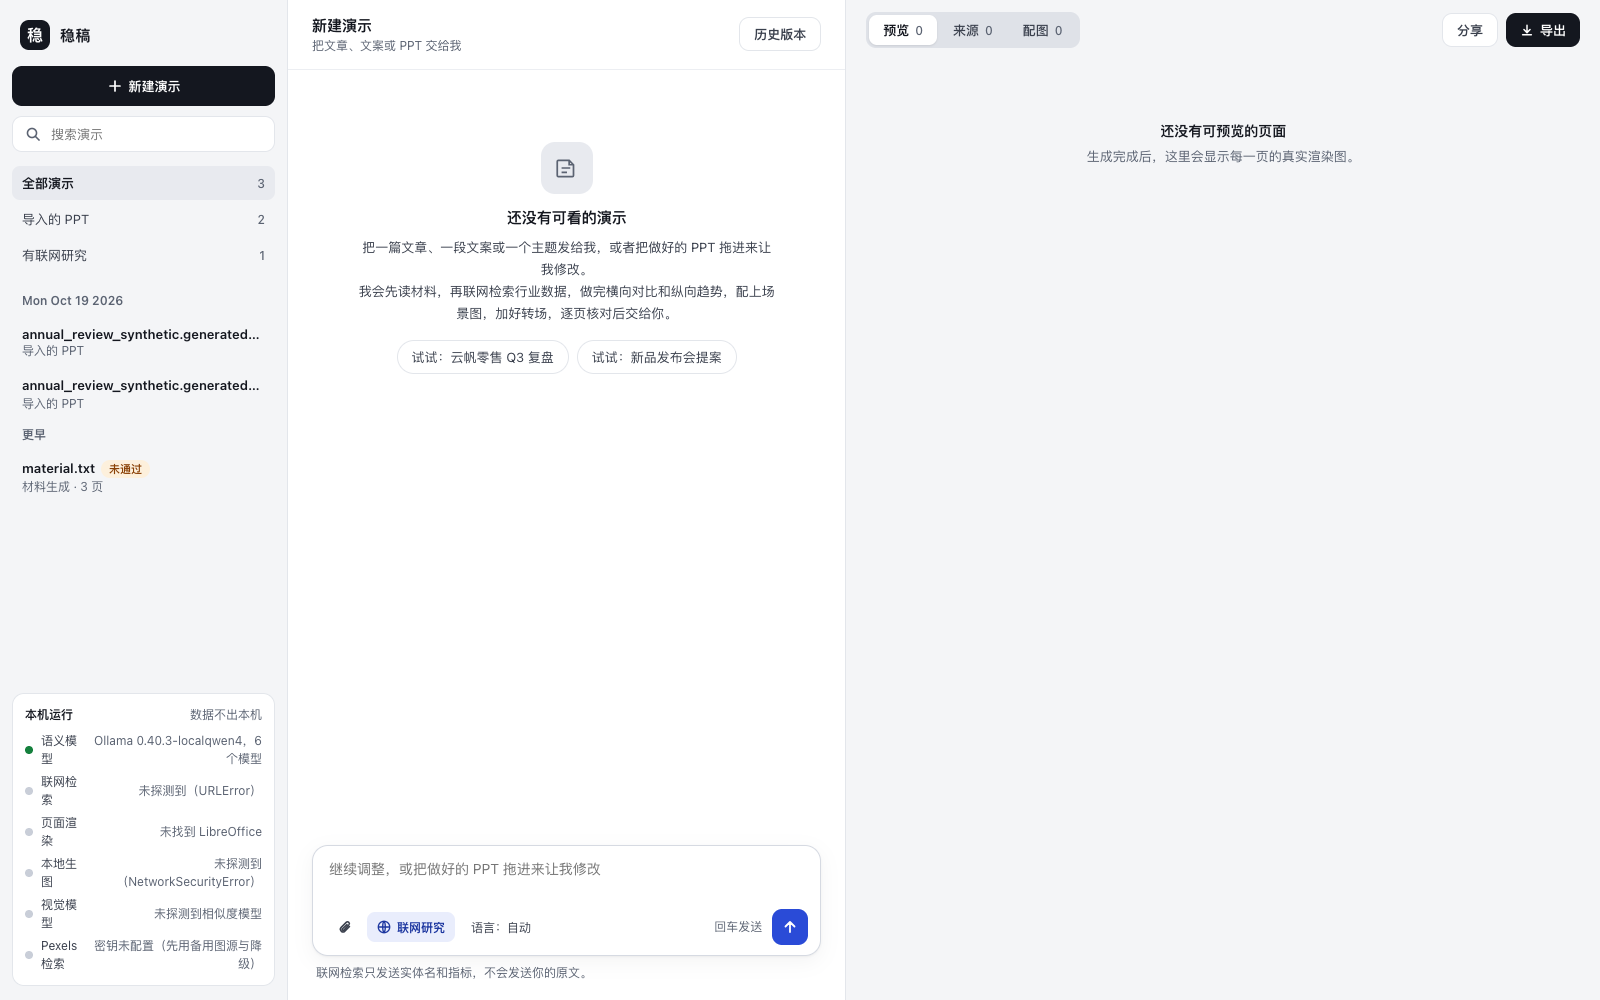 稳 稳稿
新建演示
搜索演示
全部演示 3
导入的 PPT 2
有联网研究 1
Mon Oct 19 2026
annual_review_synthetic.generated...
导入的 PPT
annual_review_synthetic.generated...
导入的 PPT
更早
material.txt 未通过
材料生成 · 3 页
本机运行 数据不出本机
语义模型 Ollama 0.40.3-localqwen4，6 个模型
联网检索 未探测到（URLError）
页面渲染 未找到 LibreOffice
本地生图 未探测到（NetworkSecurityError）
视觉模型 未探测到相似度模型
Pexels 检索 密钥未配置（先用备用图源与降级）
新建演示
把文章、文案或 PPT 交给我
历史版本
还没有可看的演示
把一篇文章、一段文案或一个主题发给我，或者把做好的 PPT 拖进来让
我修改。
我会先读材料，再联网检索行业数据，做完横向对比和纵向趋势，配上场
景图，加好转场，逐页核对后交给你。
试试：云帆零售 Q3 复盘 试试：新品发布会提案
继续调整，或把做好的 PPT 拖进来让我修改
联网研究 语言：自动 回车发送
联网检索只发送实体名和指标，不会发送你的原文。
预览 0 来源 0 配图 0
分享 导出
还没有可预览的页面
生成完成后，这里会显示每一页的真实渲染图。